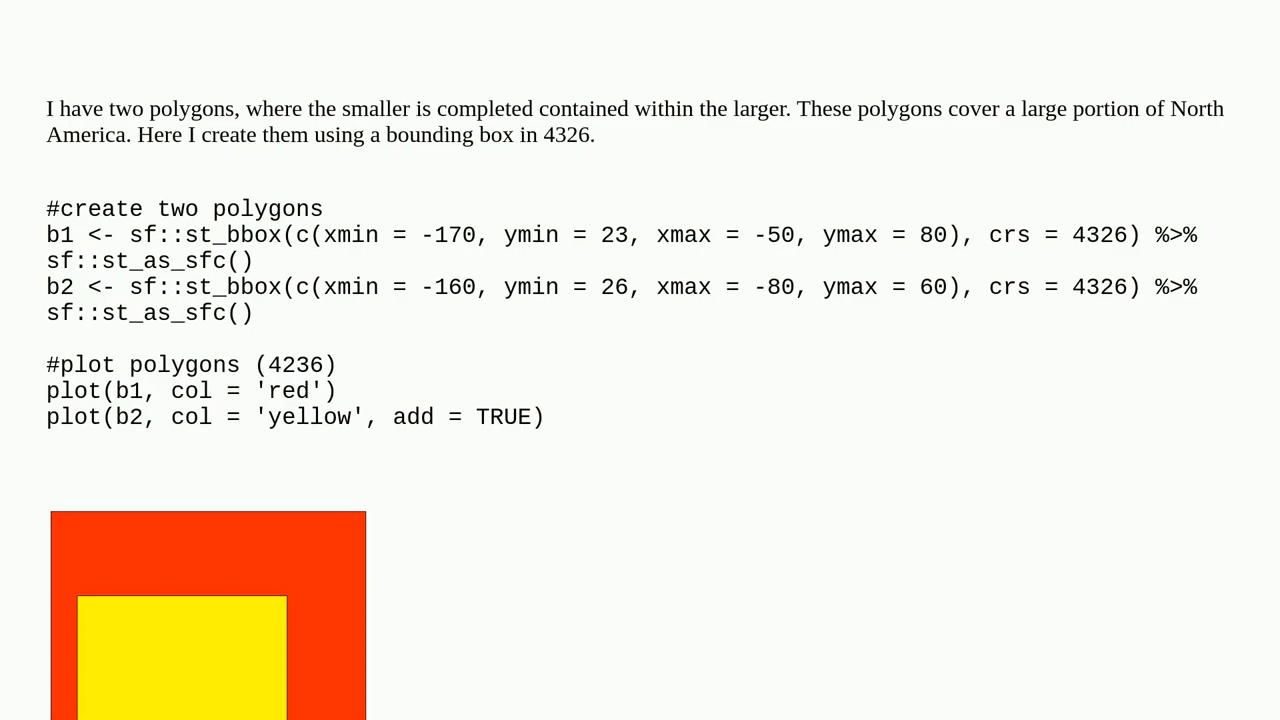 I have two polygons, where the smaller is completed contained within the larger. These polygons cover a large portion of North
America. Here I create them using a bounding box in 4326.
#create two polygons
b1 <- sf::st_bbox(c(xmin = -170, ymin = 23, xmax = -50, ymax = 80), crs = 4326) %>%
sf::st_as_sfc()
b2 <- sf::st_bbox(c(xmin = -160, ymin = 26, xmax = -80, ymax = 60), crs = 4326) %>%
sf::st_as_sfc()
#plot polygons (4236)
plot(b1, col = 'red')
plot(b2, col = 'yellow', add = TRUE)